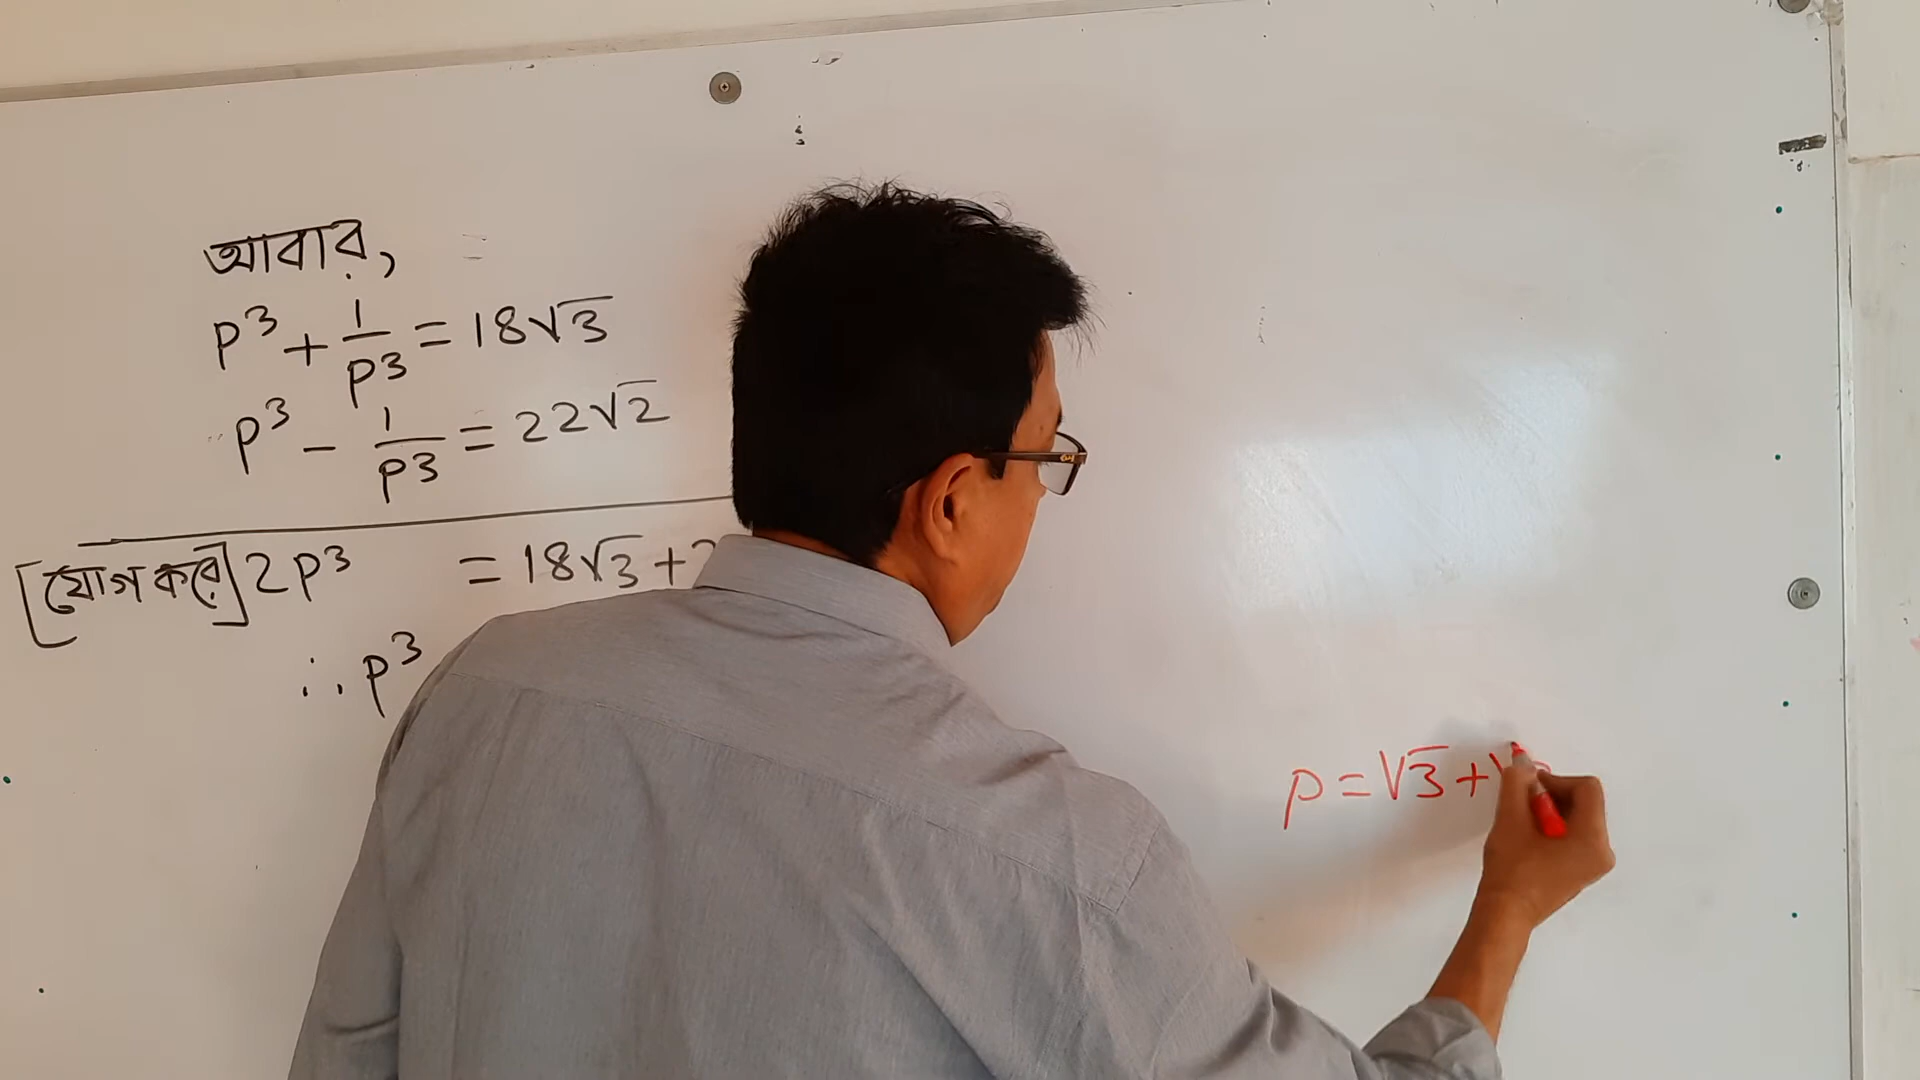 আবার,
p³ + 1/p³ = 18√3
p³ - 1/p³ = 22√2
[যোগ করে] 2p³ = 18√3 +
∴ p³
p = √3 + √